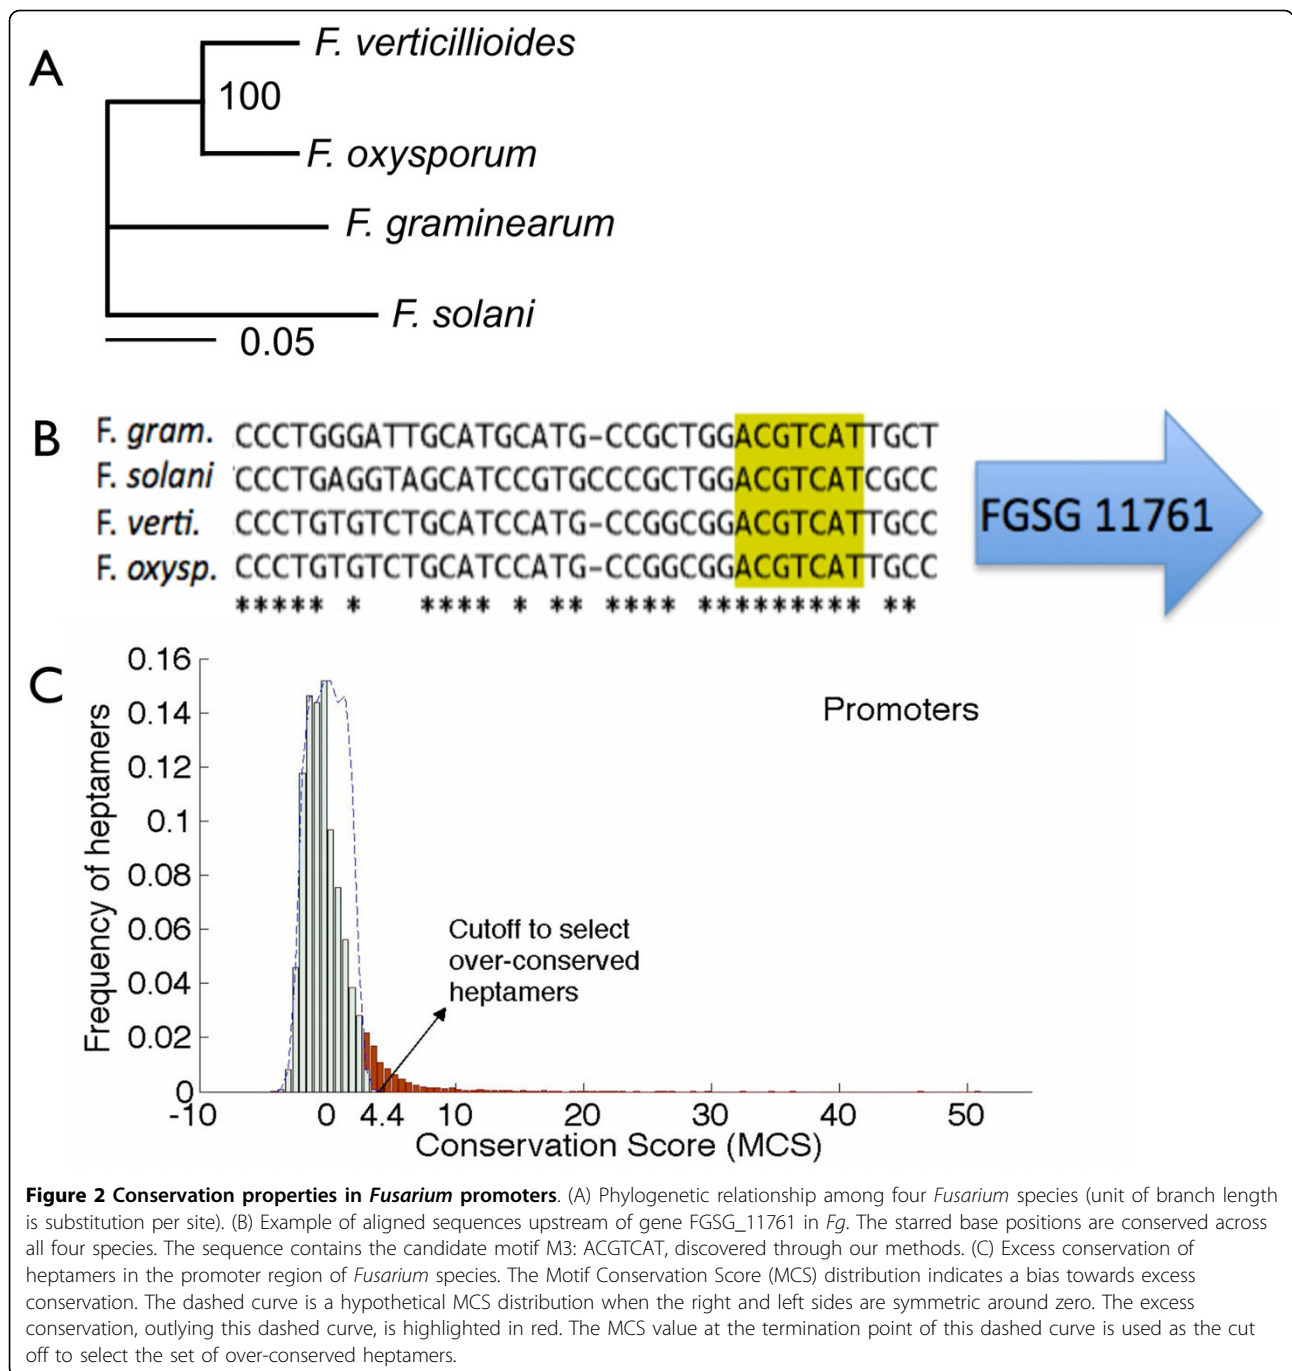 A
F. verticillioides
100
F. oxysporum
F. graminearum
F. solani
0.05
B
F. gram. CCCTGGGATTGCATGCATG-CCGCTGGACGTCATTGCT
F. solani CCCTGAGGTAGCATCCGTGCCCGCTGGACGTCATCGCC
F. verti. CCCTGTGTCTGCATCCATG-CCGGCGGACGTCATTGCC
F. oxysp. CCCTGTGTCTGCATCCATG-CCGGCGGACGTCATTGCC
***** * **** * ** **** ********* **
FGSG 11761
C
Promoters
Frequency of heptamers
0.16
0.14
0.12
0.1
0.08
0.06
0.04
0.02
0
Cutoff to select
over-conserved
heptamers
-10 0 4.4 10 20 30 40 50
Conservation Score (MCS)
Figure 2 Conservation properties in Fusarium promoters. (A) Phylogenetic relationship among four Fusarium species (unit of branch length
is substitution per site). (B) Example of aligned sequences upstream of gene FGSG_11761 in Fg. The starred base positions are conserved across
all four species. The sequence contains the candidate motif M3: ACGTCAT, discovered through our methods. (C) Excess conservation of
heptamers in the promoter region of Fusarium species. The Motif Conservation Score (MCS) distribution indicates a bias towards excess
conservation. The dashed curve is a hypothetical MCS distribution when the right and left sides are symmetric around zero. The excess
conservation, outlying this dashed curve, is highlighted in red. The MCS value at the termination point of this dashed curve is used as the cut
off to select the set of over-conserved heptamers.